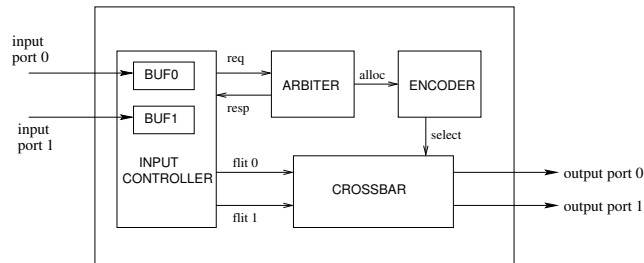 input
port 0
input
port 1
BUF0
BUF1
INPUT
CONTROLLER
req
resp
ARBITER
alloc
ENCODER
select
flit 0
flit 1
CROSSBAR
output port 0
output port 1